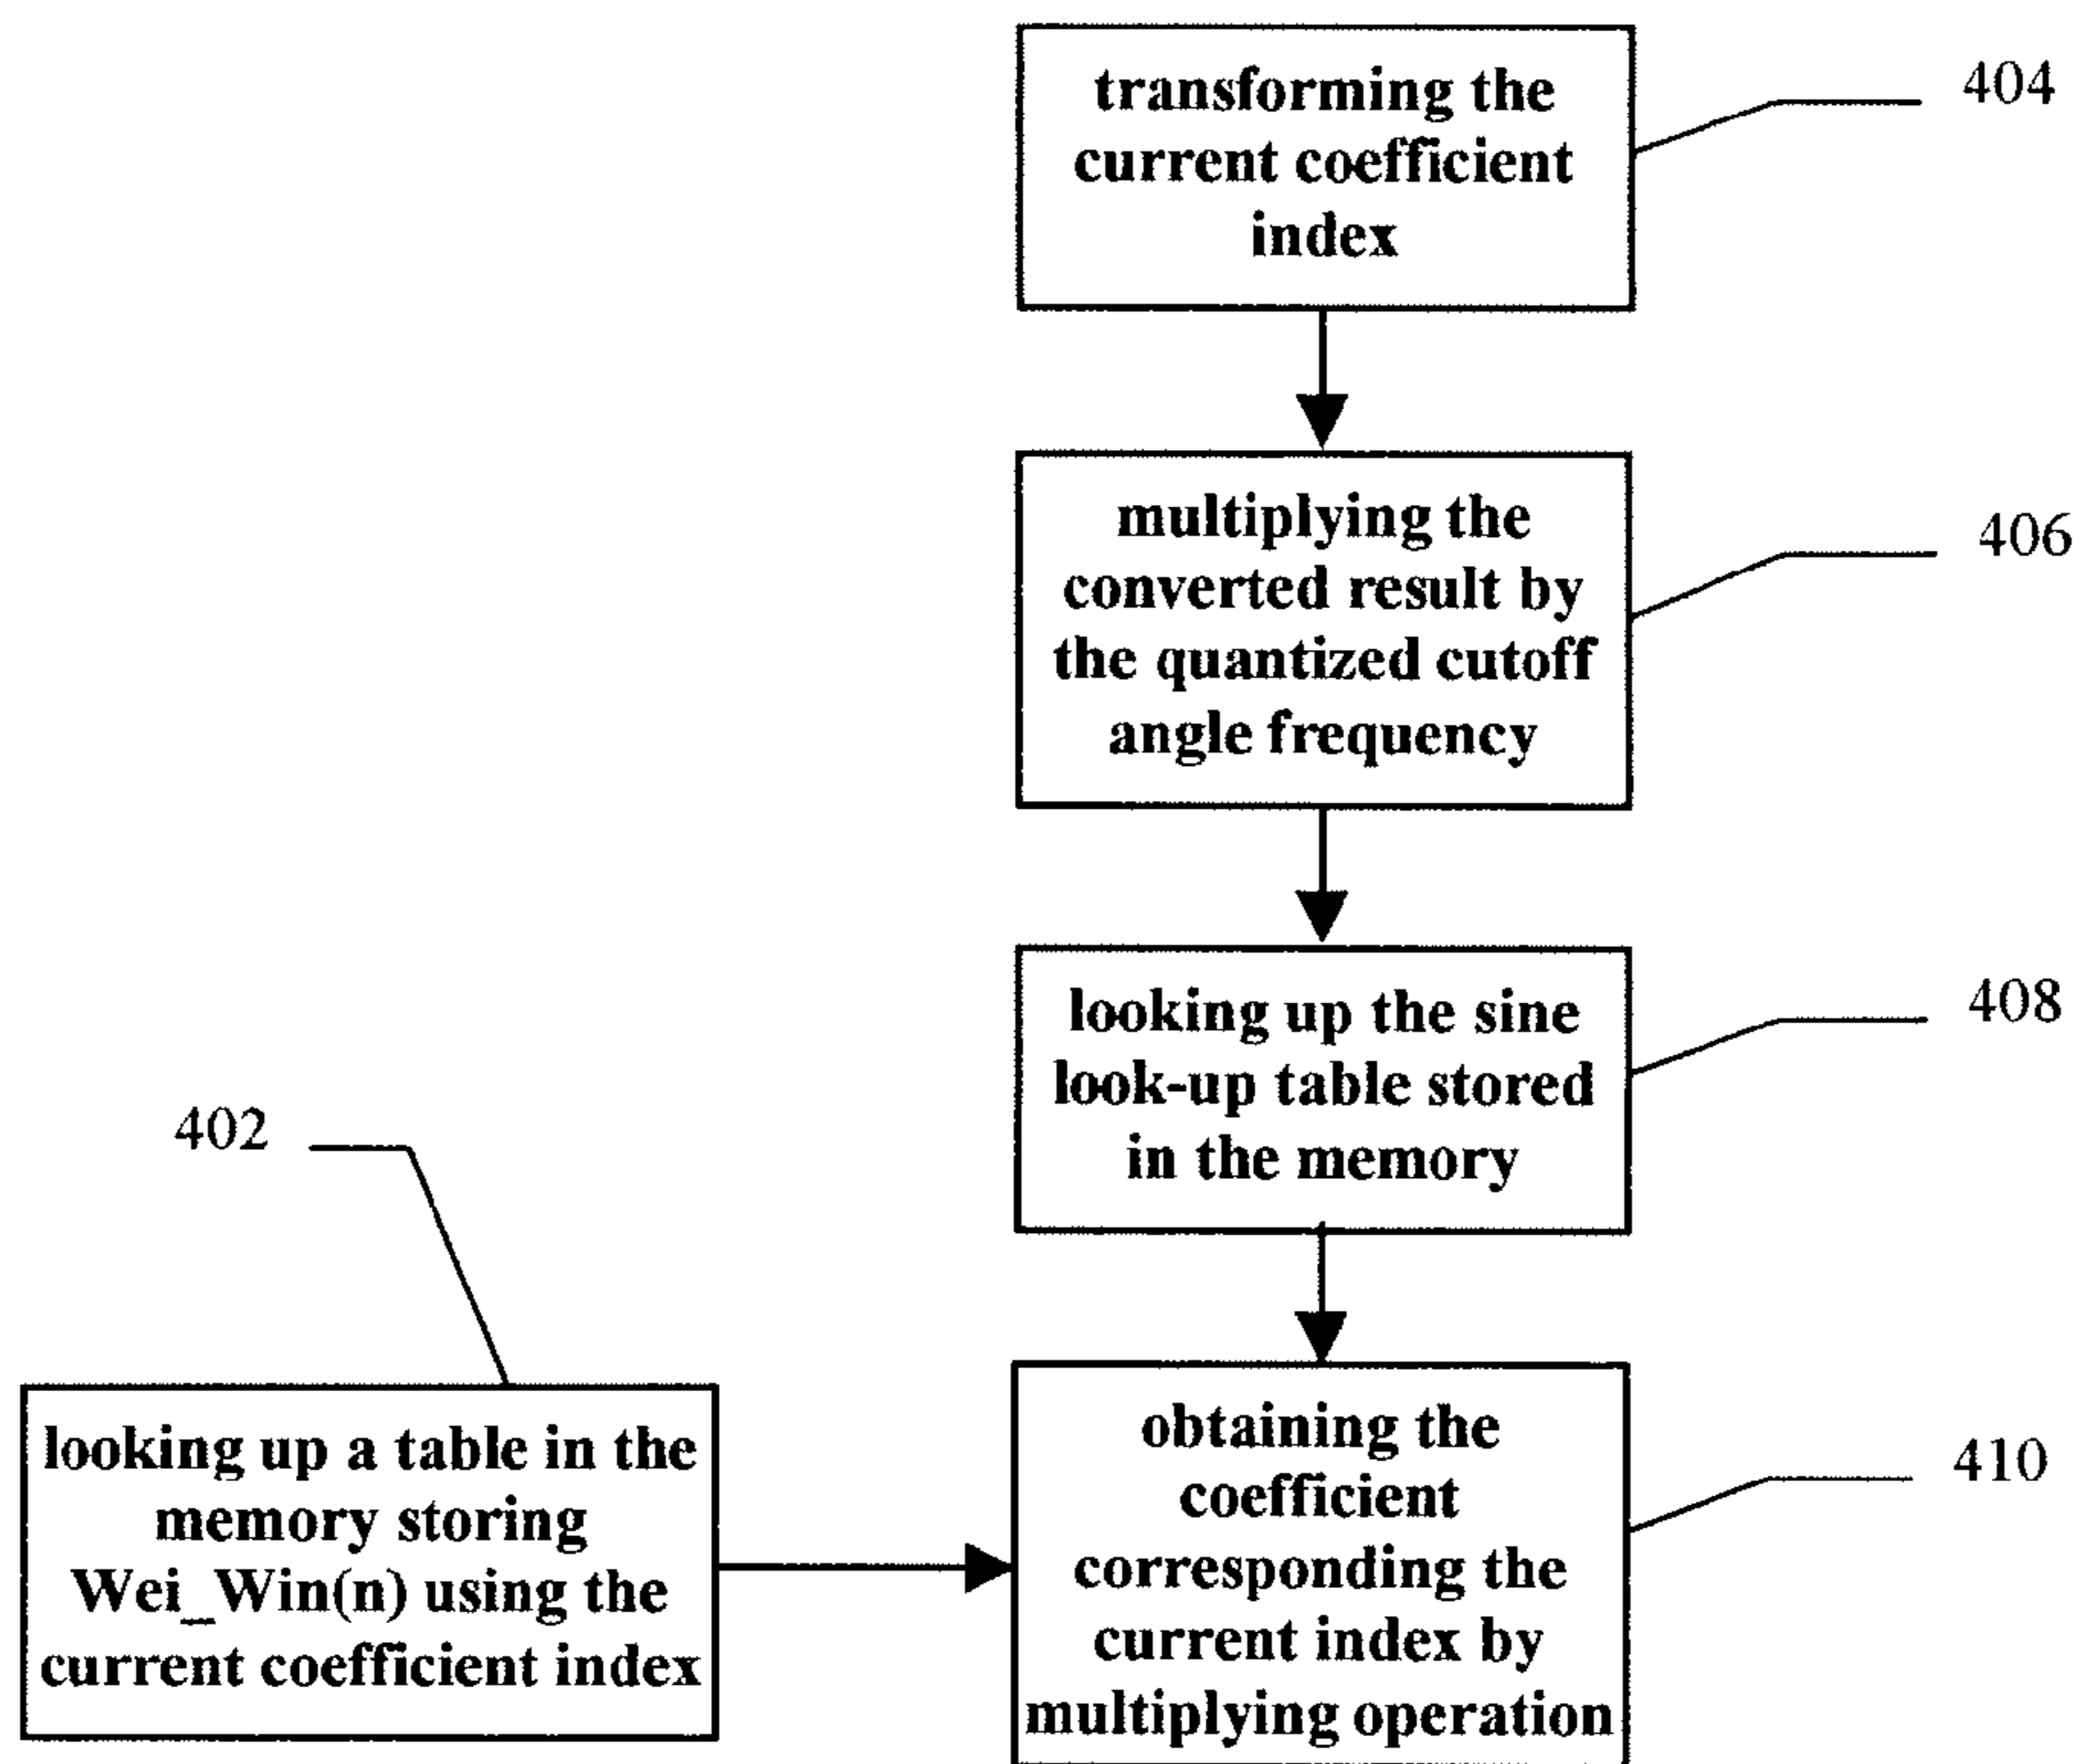 transforming the
current coefficient
index
404
multiplying the
converted result by
the quantized cutoff
angle frequency
406
looking up the sine
look-up table stored
in the memory
408
402
looking up a table in the
memory storing
Wei_Win(n) using the
current coefficient index
obtaining the
coefficient
corresponding the
current index by
multiplying operation
410